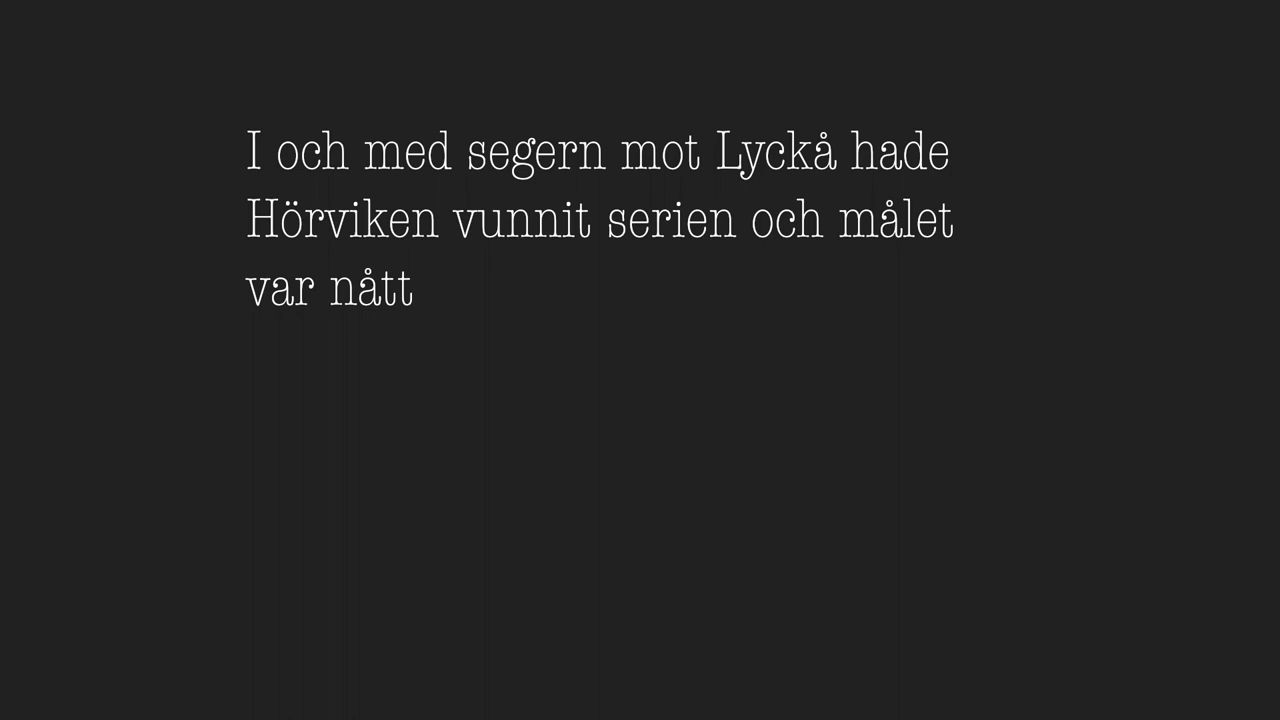 I och med segern mot Lyckå hade
Hörviken vunnit serien och målet
var nått